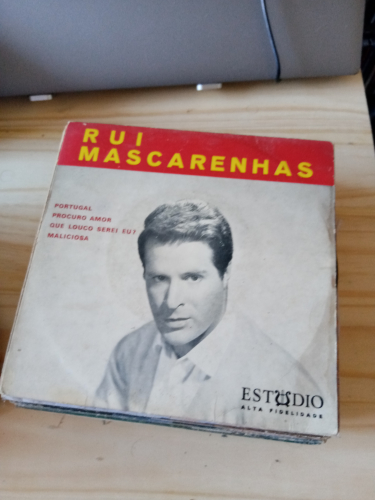 RUI
MASCARENHAS
PORTUGAL
PROCURO AMOR
QUE LOUCO SEREI EU?
MALICIOSA
ESTÚDIO
ALTA FIDELIDADE